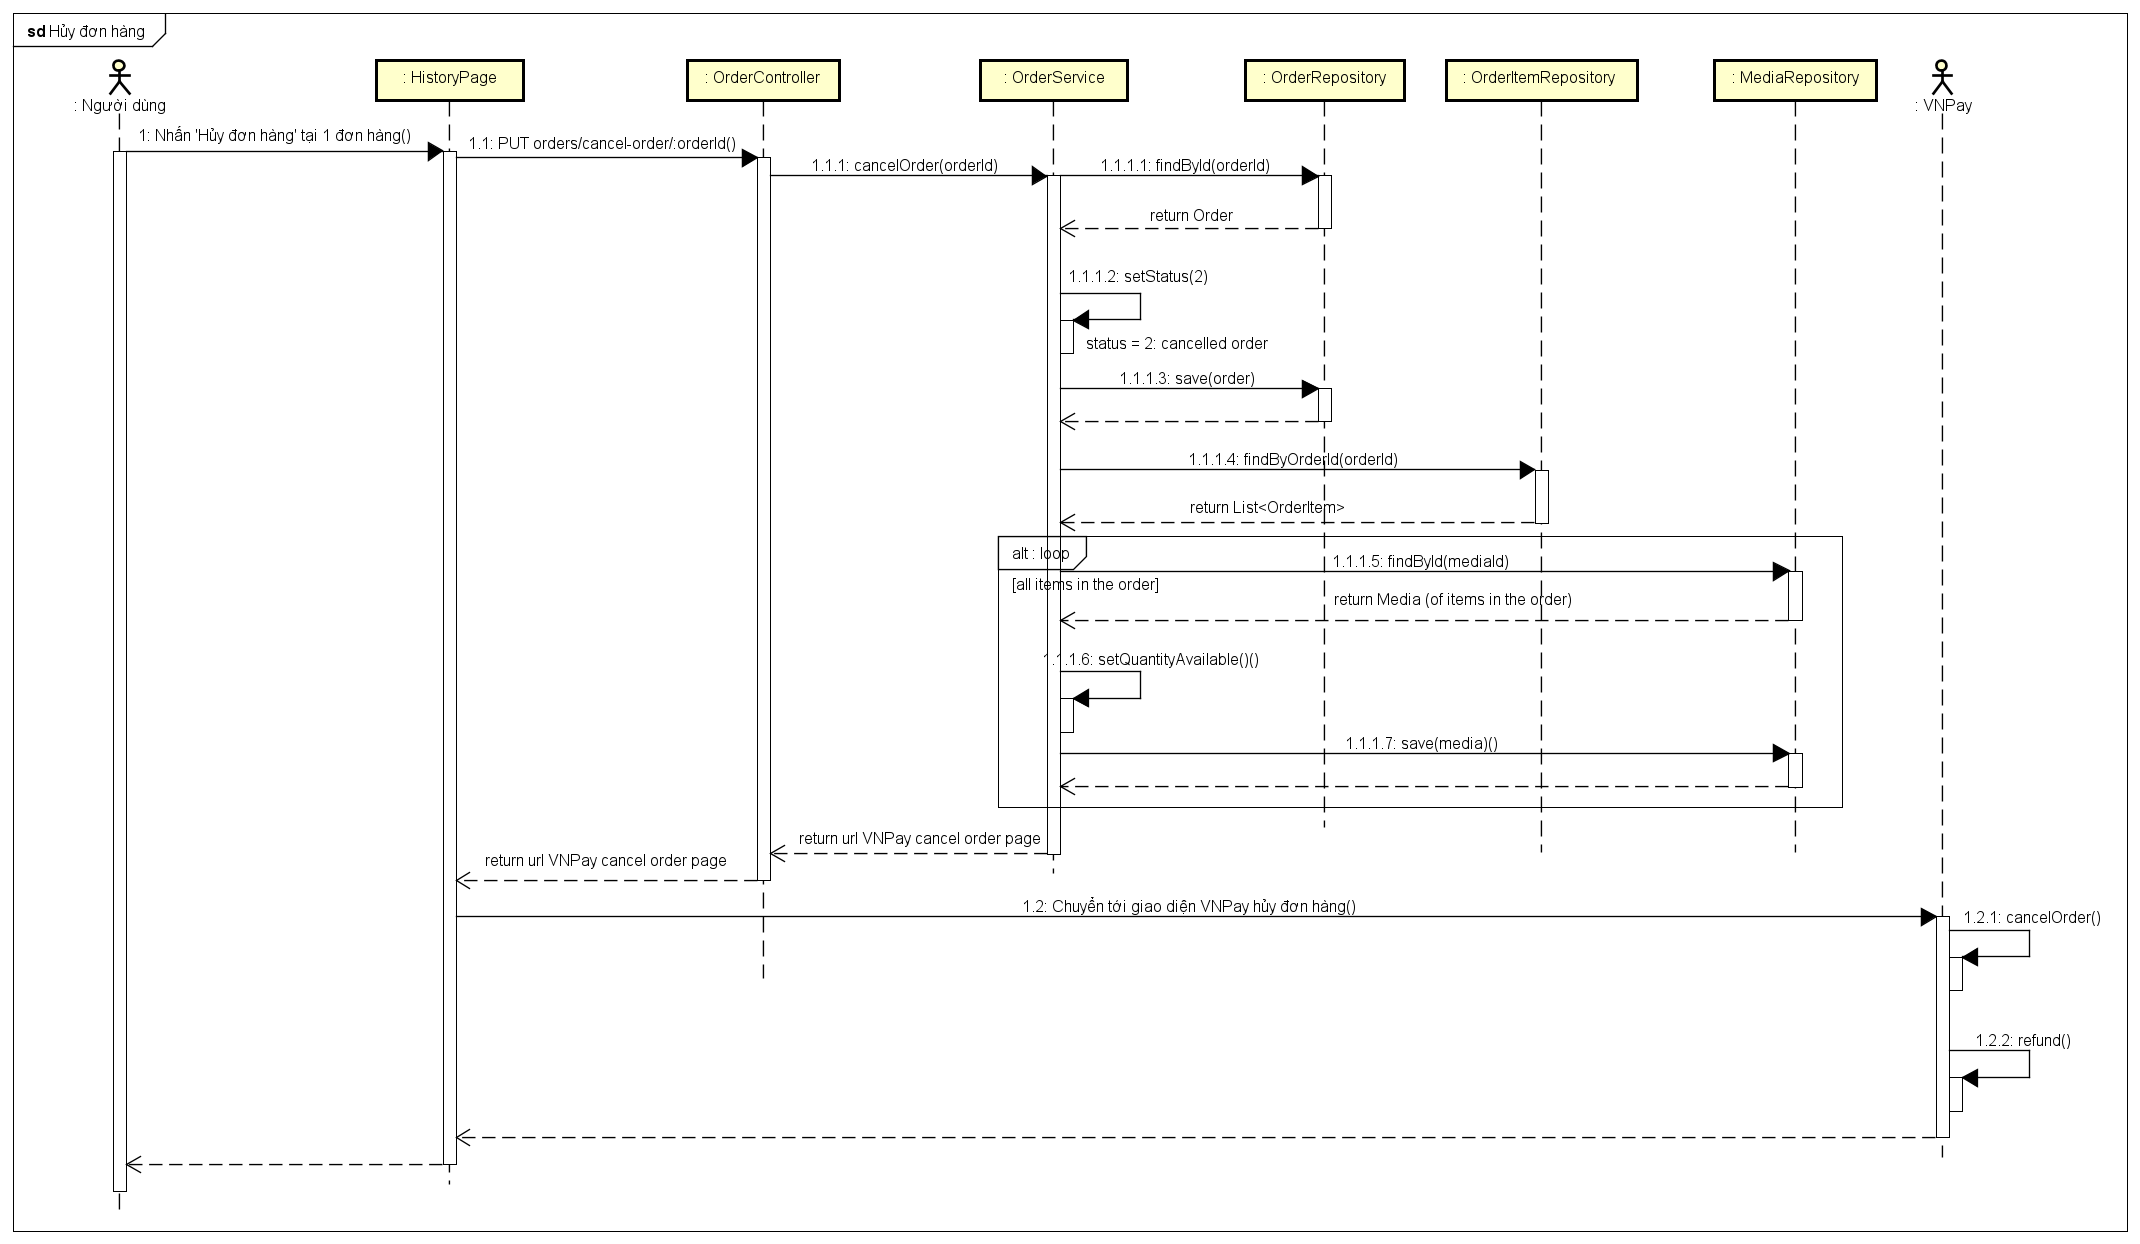 sd Hủy đơn hàng
: Người dùng
: HistoryPage
: OrderController
: OrderService
: OrderRepository
: OrderItemRepository
: MediaRepository
: VNPay
1: Nhấn 'Hủy đơn hàng' tại 1 đơn hàng()
1.1: PUT orders/cancel-order/:orderId()
1.1.1: cancelOrder(orderId)
1.1.1.1: findById(orderId)
return Order
1.1.1.2: setStatus(2)
status = 2: cancelled order
1.1.1.3: save(order)
1.1.1.4: findByOrderId(orderId)
return List<OrderItem>
alt : loop
1.1.1.5: findById(mediaId)
[all items in the order]
return Media (of items in the order)
1.1.1.6: setQuantityAvailable()()
1.1.1.7: save(media)()
return url VNPay cancel order page
return url VNPay cancel order page
1.2: Chuyển tới giao diện VNPay hủy đơn hàng()
1.2.1: cancelOrder()
1.2.2: refund()